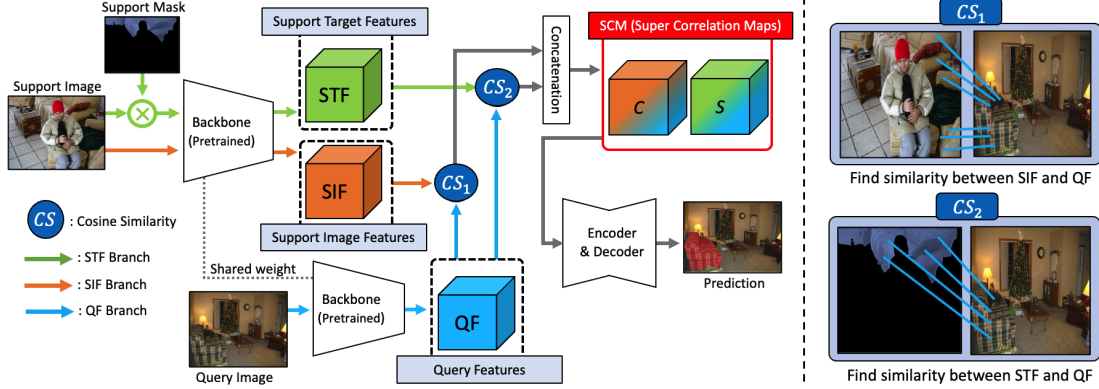 Support Mask
Support Image
Backbone
(Pretrained)
Support Target Features
STF
SIF
Support Image Features
CS₂
CS₁
Concatenation
SCM (Super Correlation Maps)
C
S
Encoder
& Decoder
Prediction
CS : Cosine Similarity
: STF Branch
: SIF Branch
: QF Branch
Shared weight
Query Image
Backbone
(Pretrained)
QF
Query Features
CS₁
Find similarity between SIF and QF
CS₂
Find similarity between STF and QF